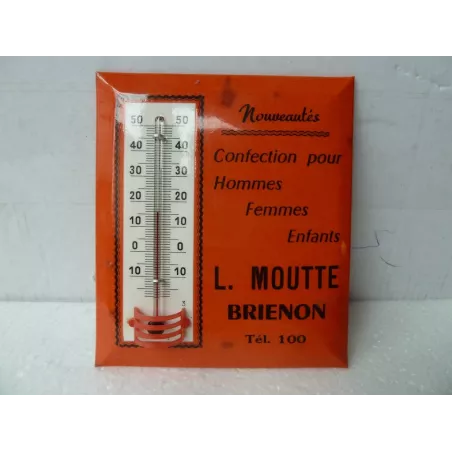 Nouveautés
Confection pour
Hommes
Femmes
Enfants
L. MOUTTE
BRIENON
Tél. 100
50 50
40 40
30 30
20 20
10 10
0 0
10 10
3